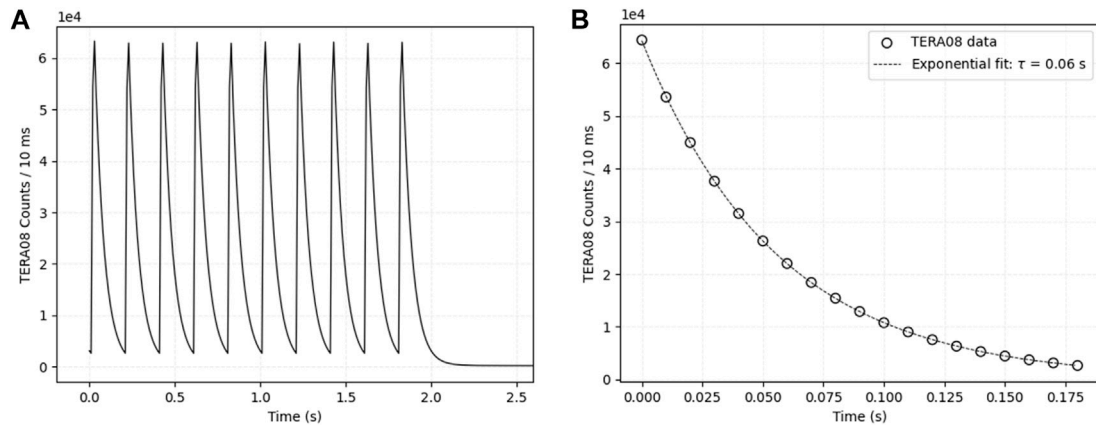 A
1e4
TERA08 Counts / 10 ms
6
5
4
3
2
1
0
0.0 0.5 1.0 1.5 2.0 2.5
Time (s)
B
1e4
TERA08 data
Exponential fit: τ = 0.06 s
TERA08 Counts / 10 ms
6
5
4
3
2
1
0
0.000 0.025 0.050 0.075 0.100 0.125 0.150 0.175
Time (s)